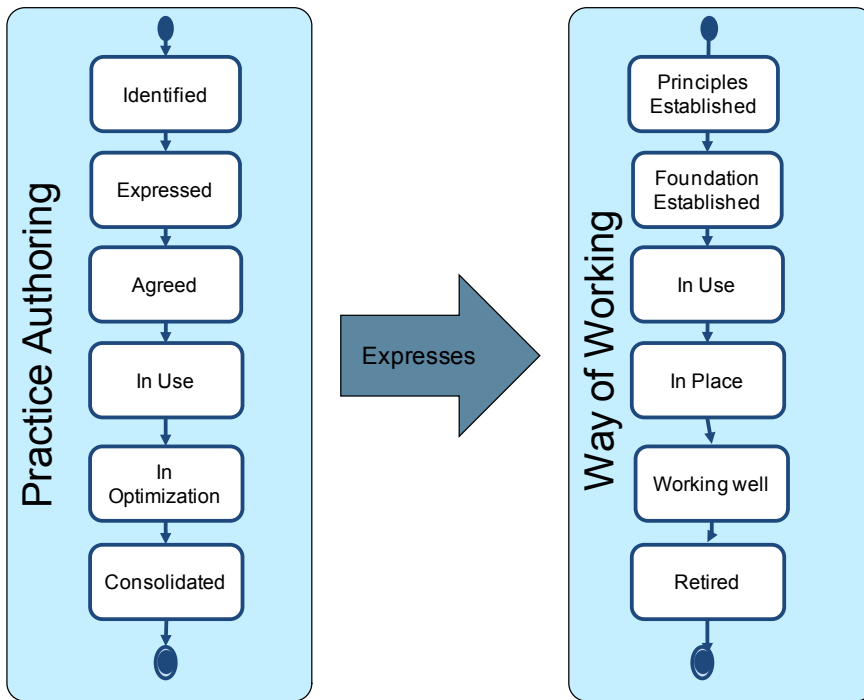 Practice Authoring
Identified
Expressed
Agreed
In Use
In
Optimization
Consolidated
Expresses
Way of Working
Principles
Established
Foundation
Established
In Use
In Place
Working well
Retired